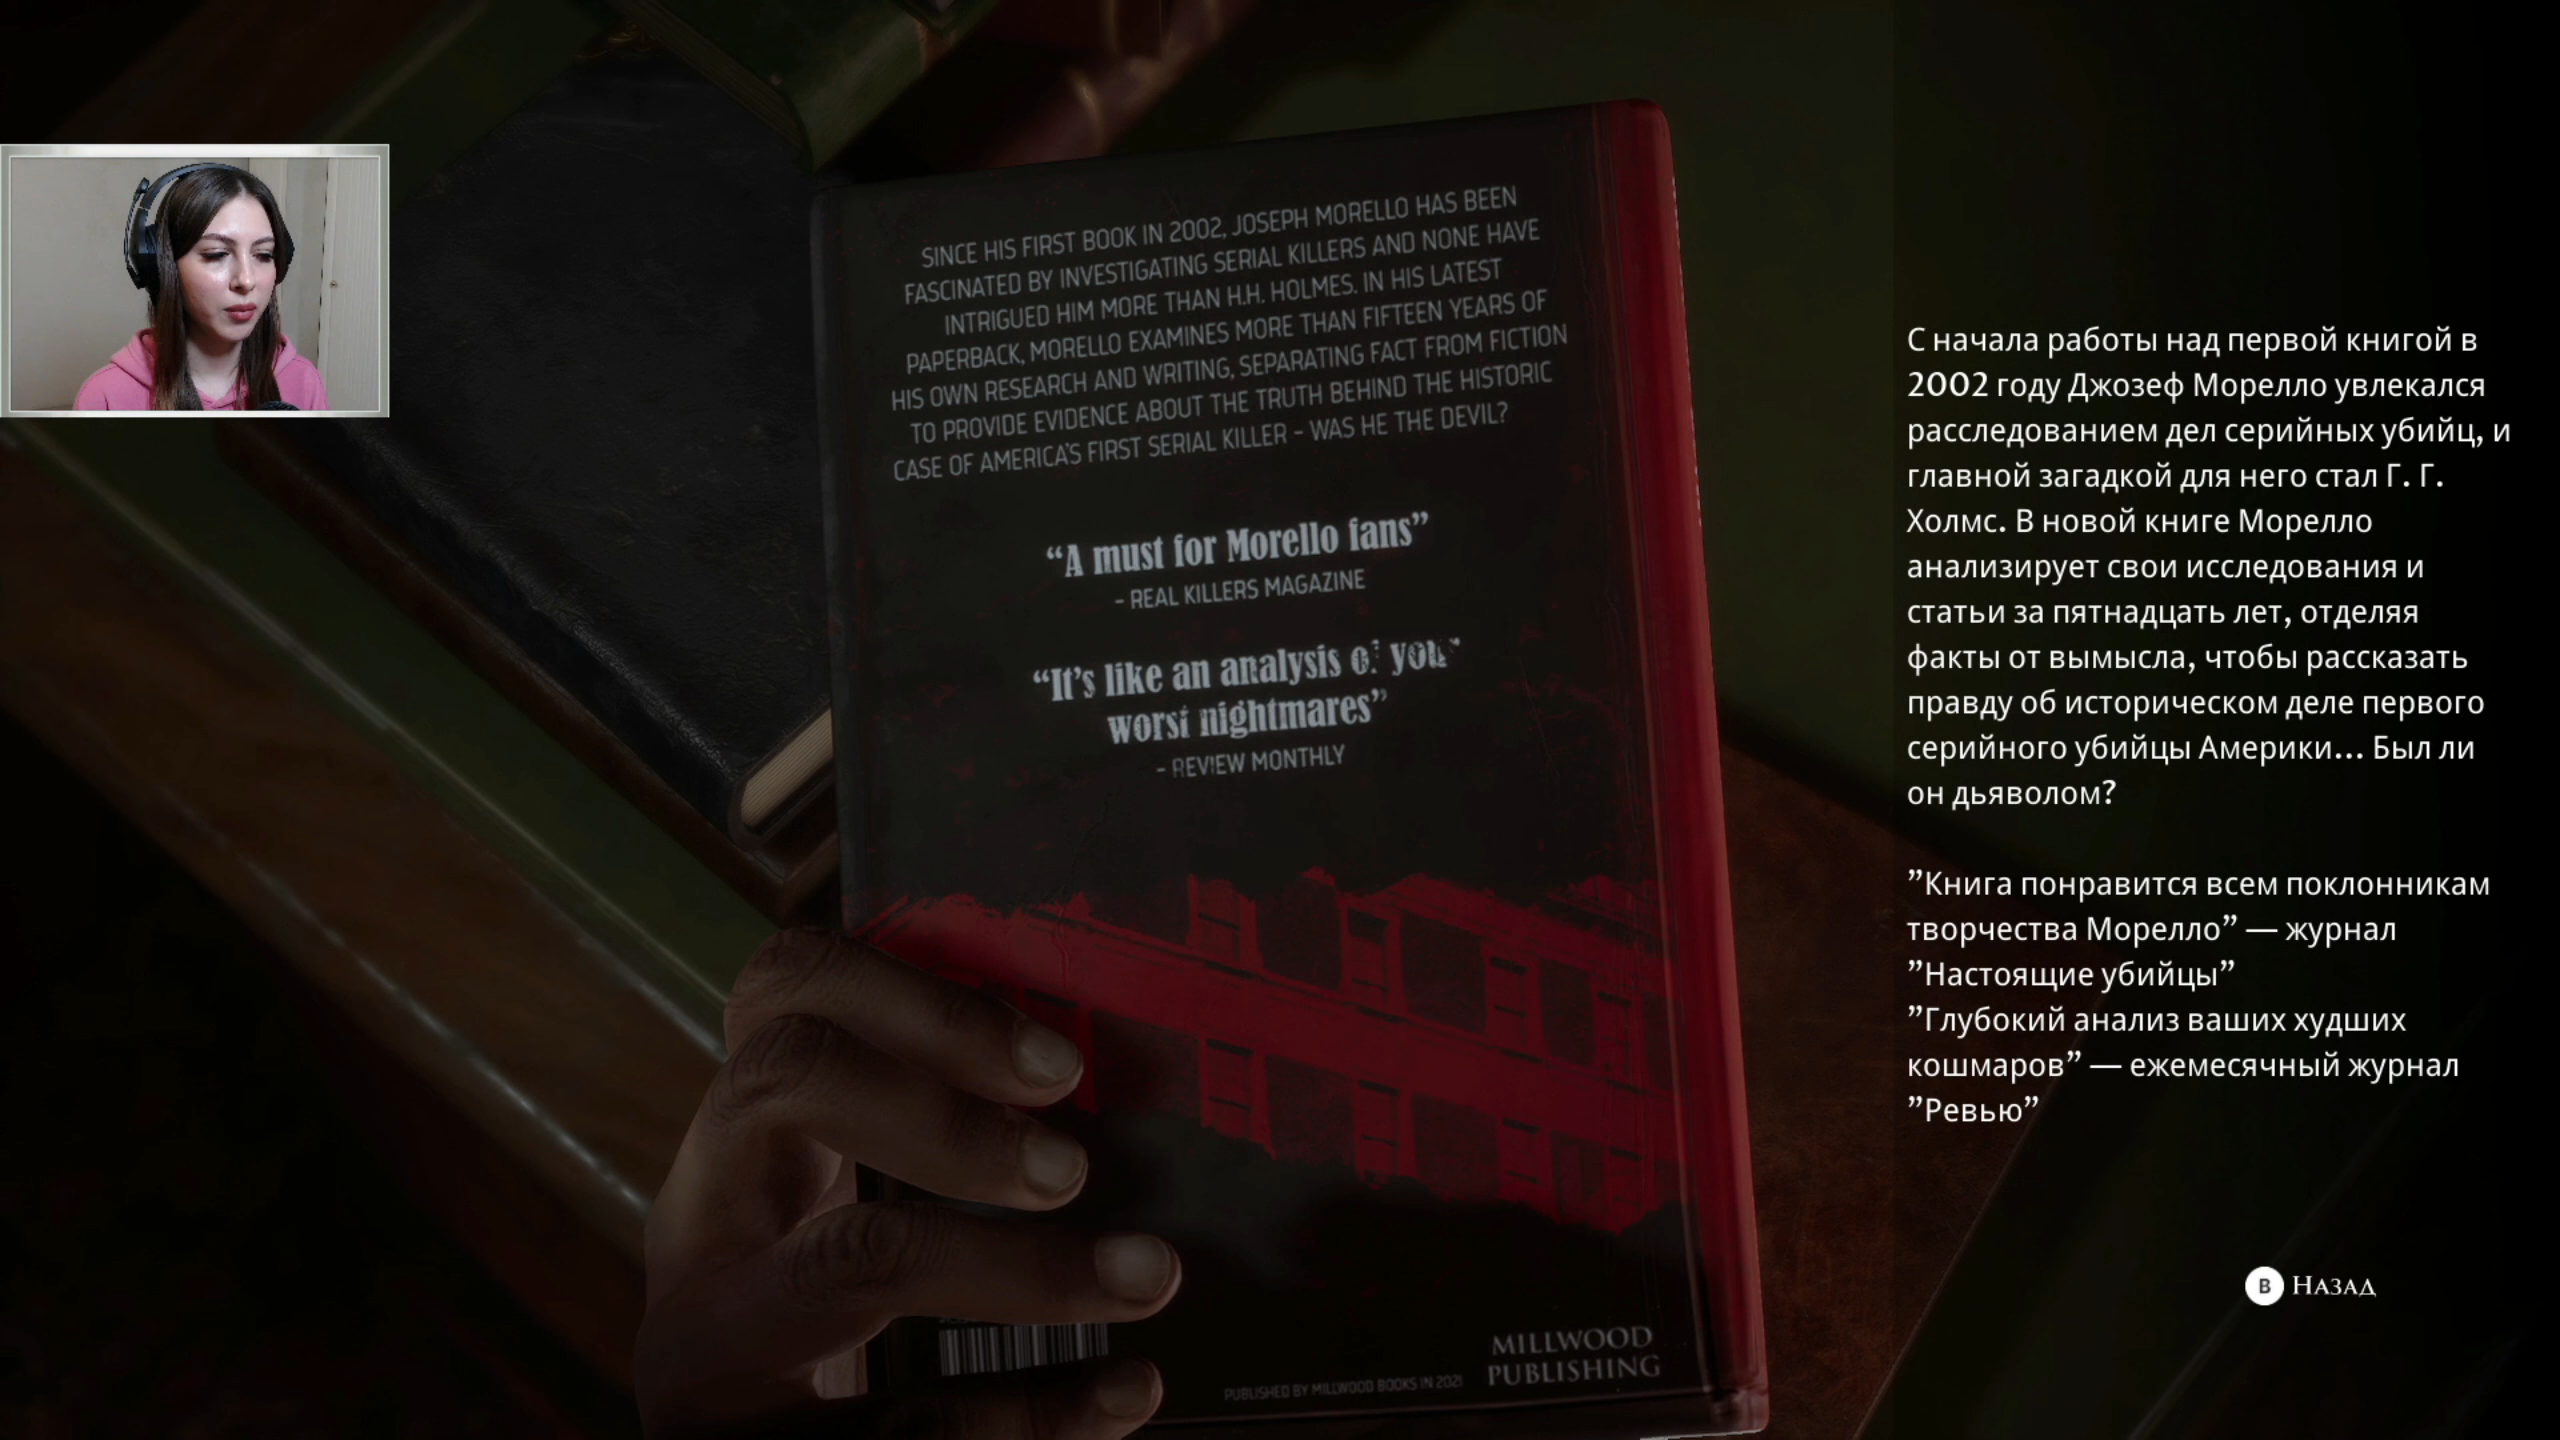 SINCE HIS FIRST BOOK IN 2002, JOSEPH MORELLO HAS BEEN
FASCINATED BY INVESTIGATING SERIAL KILLERS AND NONE HAVE
INTRIGUED HIM MORE THAN H.H. HOLMES. IN HIS LATEST
PAPERBACK, MORELLO EXAMINES MORE THAN FIFTEEN YEARS OF
HIS OWN RESEARCH AND WRITING, SEPARATING FACT FROM FICTION
TO PROVIDE EVIDENCE ABOUT THE TRUTH BEHIND THE HISTORIC
CASE OF AMERICA'S FIRST SERIAL KILLER - WAS HE THE DEVIL?
“A must for Morello fans”
- REAL KILLERS MAGAZINE
“It's like an analysis of your
worst nightmares”
- REVIEW MONTHLY
MILLWOOD
PUBLISHING
PUBLISHED BY MILLWOOD BOOKS IN 2021
С начала работы над первой книгой в
2002 году Джозеф Морелло увлекался
расследованием дел серийных убийц, и
главной загадкой для него стал Г. Г.
Холмс. В новой книге Морелло
анализирует свои исследования и
статьи за пятнадцать лет, отделяя
факты от вымысла, чтобы рассказать
правду об историческом деле первого
серийного убийцы Америки... Был ли
он дьяволом?
”Книга понравится всем поклонникам
творчества Морелло” — журнал
”Настоящие убийцы”
”Глубокий анализ ваших худших
кошмаров” — ежемесячный журнал
”Ревью”
B Назад